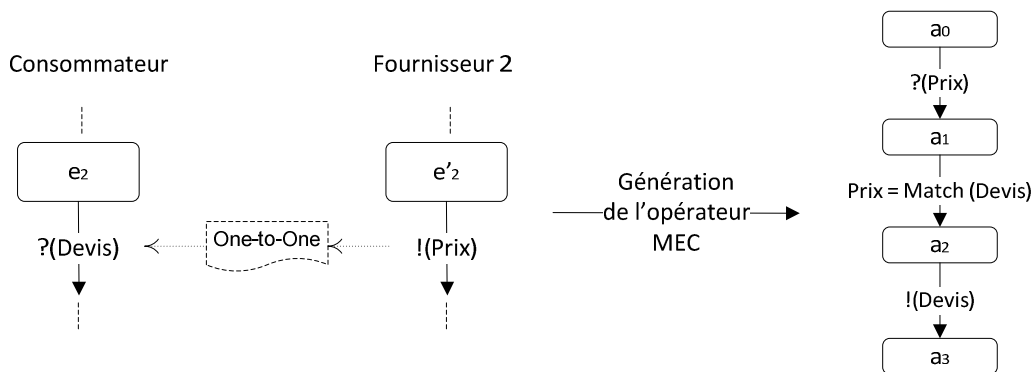 Consommateur
Fournisseur 2
e2
e'2
?(Devis)
One-to-One
!(Prix)
Génération
de l'opérateur
MEC
a0
?(Prix)
a1
Prix = Match (Devis)
a2
!(Devis)
a3